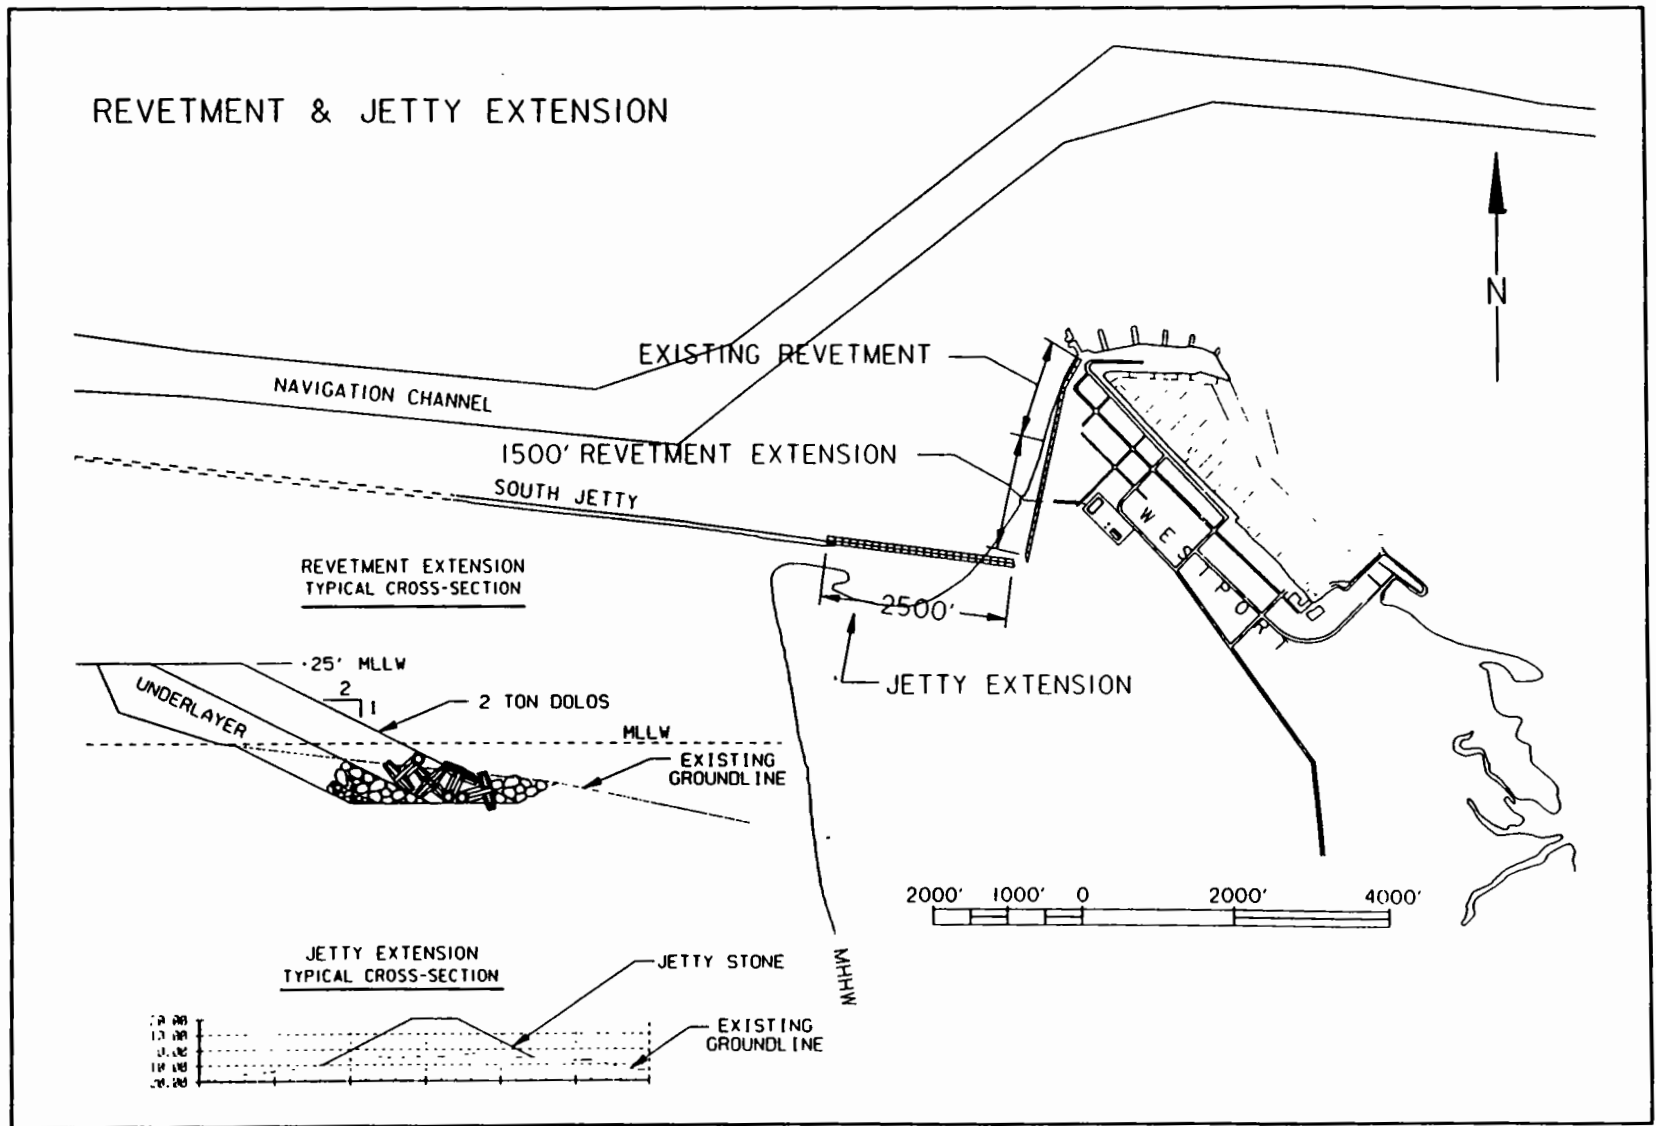 REVETMENT & JETTY EXTENSION
N
EXISTING REVETMENT
NAVIGATION CHANNEL
1500' REVETMENT EXTENSION
SOUTH JETTY
WESTPORT
REVETMENT EXTENSION
TYPICAL CROSS-SECTION
2500'
JETTY EXTENSION
·25' MLLW
2
1
UNDERLAYER
2 TON DOLOS
MLLW
EXISTING
GROUNDLINE
2000' 1000' 0 2000' 4000'
MHHW
JETTY EXTENSION
TYPICAL CROSS-SECTION
JETTY STONE
EXISTING
GROUNDLINE